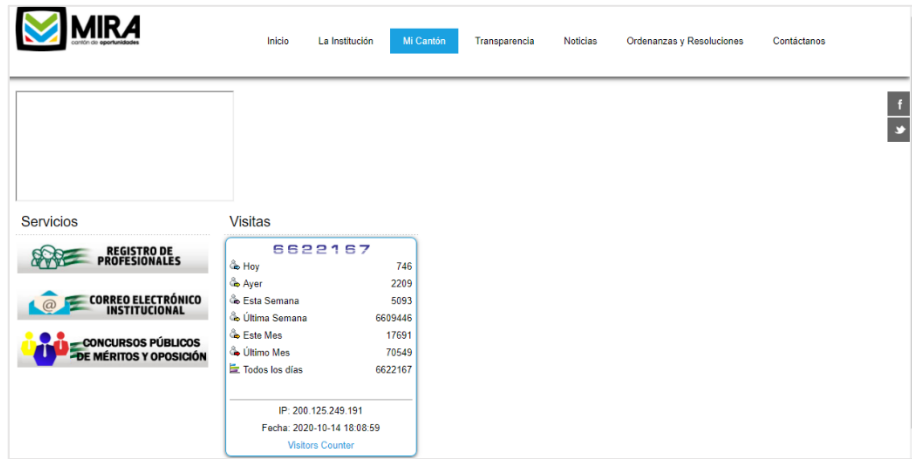 MIRA
cantón de oportunidades
Inicio La Institución Mi Cantón Transparencia Noticias Ordenanzas y Resoluciones Contáctanos
f
Servicios
REGISTRO DE
PROFESIONALES
@
CORREO ELECTRÓNICO
INSTITUCIONAL
CONCURSOS PÚBLICOS
DE MÉRITOS Y OPOSICIÓN
Visitas
6622167
Hoy 746
Ayer 2209
Esta Semana 5093
Última Semana 6609446
Este Mes 17691
Último Mes 70549
Todos los días 6622167
IP: 200.125.249.191
Fecha: 2020-10-14 18:08:59
Visitors Counter